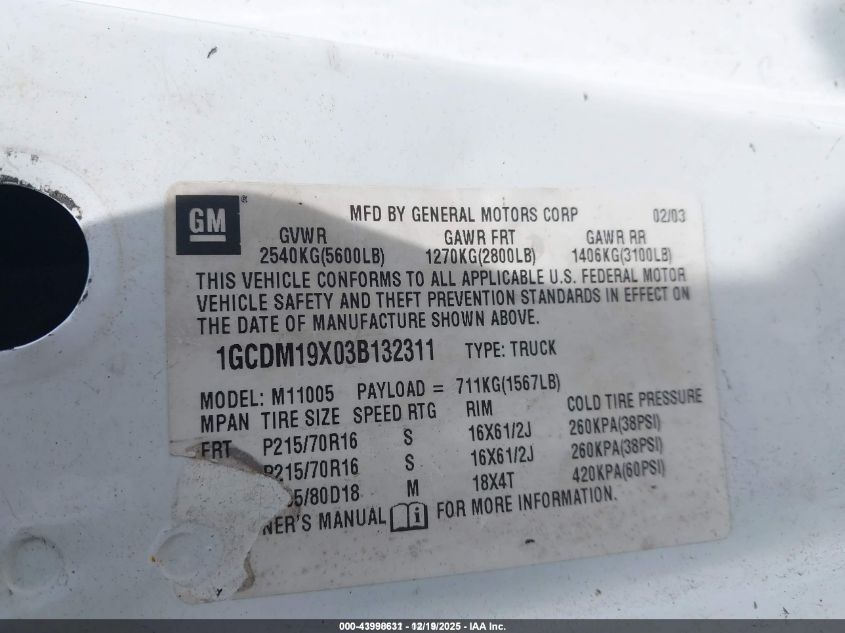 GM ® MFD BY GENERAL MOTORS CORP 02/03
GVWR GAWR FRT GAWR RR
2540KG(5600LB) 1270KG(2800LB) 1406KG(3100LB)
THIS VEHICLE CONFORMS TO ALL APPLICABLE U.S. FEDERAL MOTOR
VEHICLE SAFETY AND THEFT PREVENTION STANDARDS IN EFFECT ON
THE DATE OF MANUFACTURE SHOWN ABOVE.
1GCDM19X03B132311 TYPE: TRUCK
MODEL: M11005 PAYLOAD = 711KG(1567LB)
MPAN TIRE SIZE SPEED RTG RIM COLD TIRE PRESSURE
FRT P215/70R16 S 16X61/2J 260KPA(38PSI)
P215/70R16 S 16X61/2J 260KPA(38PSI)
5/80D18 M 18X4T 420KPA(60PSI)
NER'S MANUAL i FOR MORE INFORMATION.
000-43998631 - 12/19/2025 - IAA Inc.